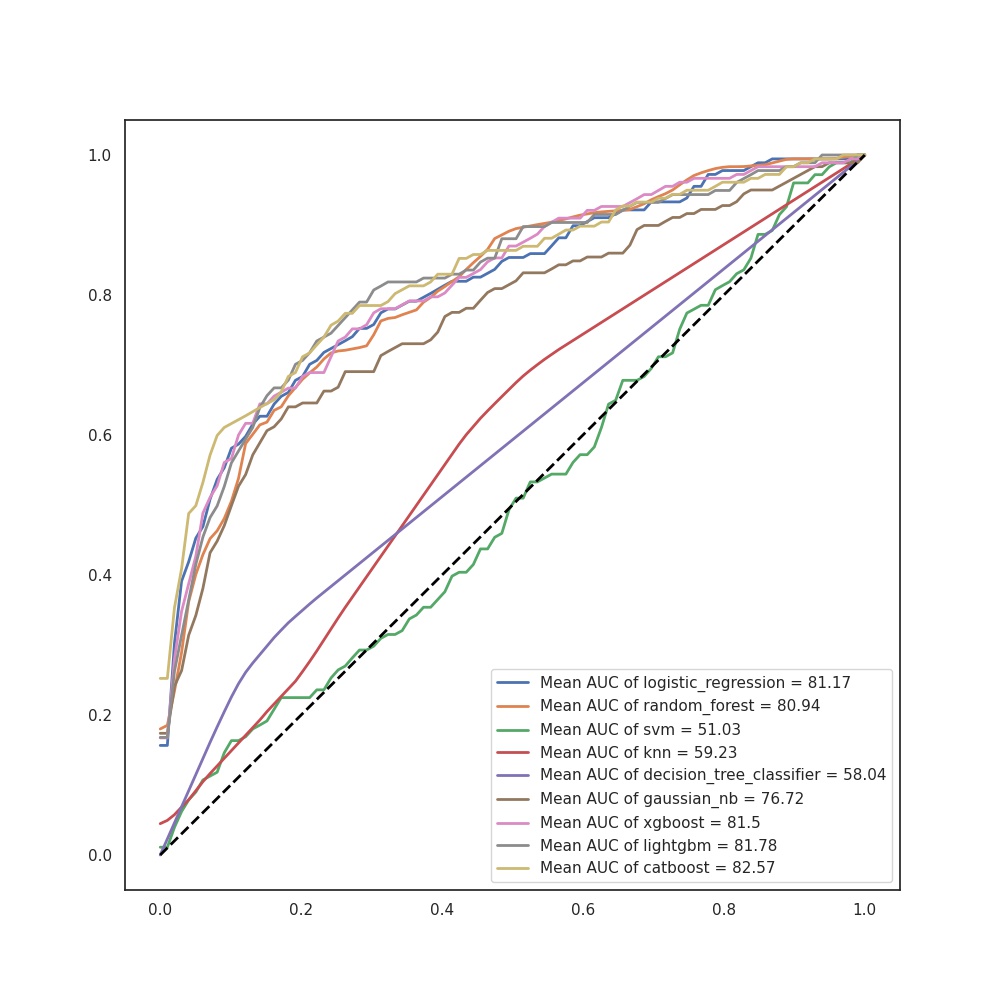 1.0
0.8
0.6
0.4
0.2
0.0
Mean AUC of logistic_regression = 81.17
Mean AUC of random_forest = 80.94
Mean AUC of svm = 51.03
Mean AUC of knn = 59.23
Mean AUC of decision_tree_classifier = 58.04
Mean AUC of gaussian_nb = 76.72
Mean AUC of xgboost = 81.5
Mean AUC of lightgbm = 81.78
Mean AUC of catboost = 82.57
0.0 0.2 0.4 0.6 0.8 1.0